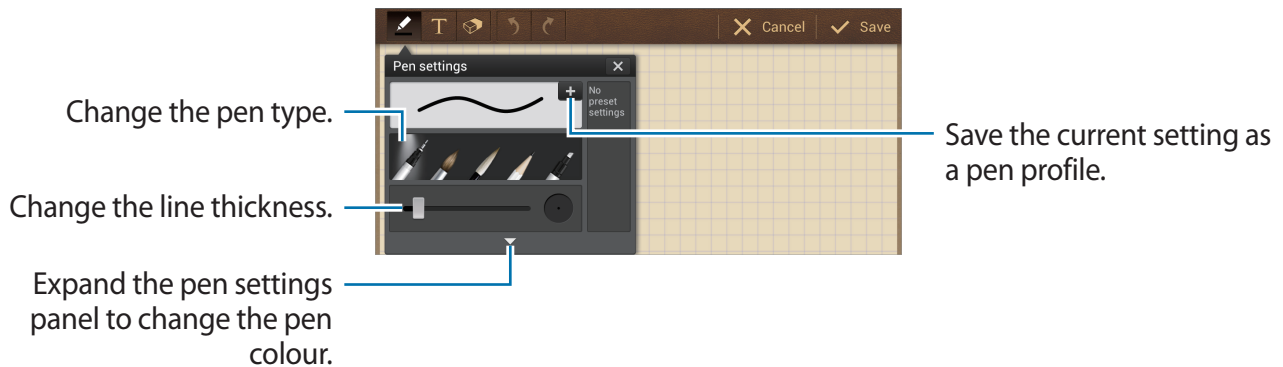 T
Cancel
Save
Pen settings
No
preset
settings
Change the pen type.
Save the current setting as
a pen profile.
Change the line thickness.
Expand the pen settings
panel to change the pen
colour.